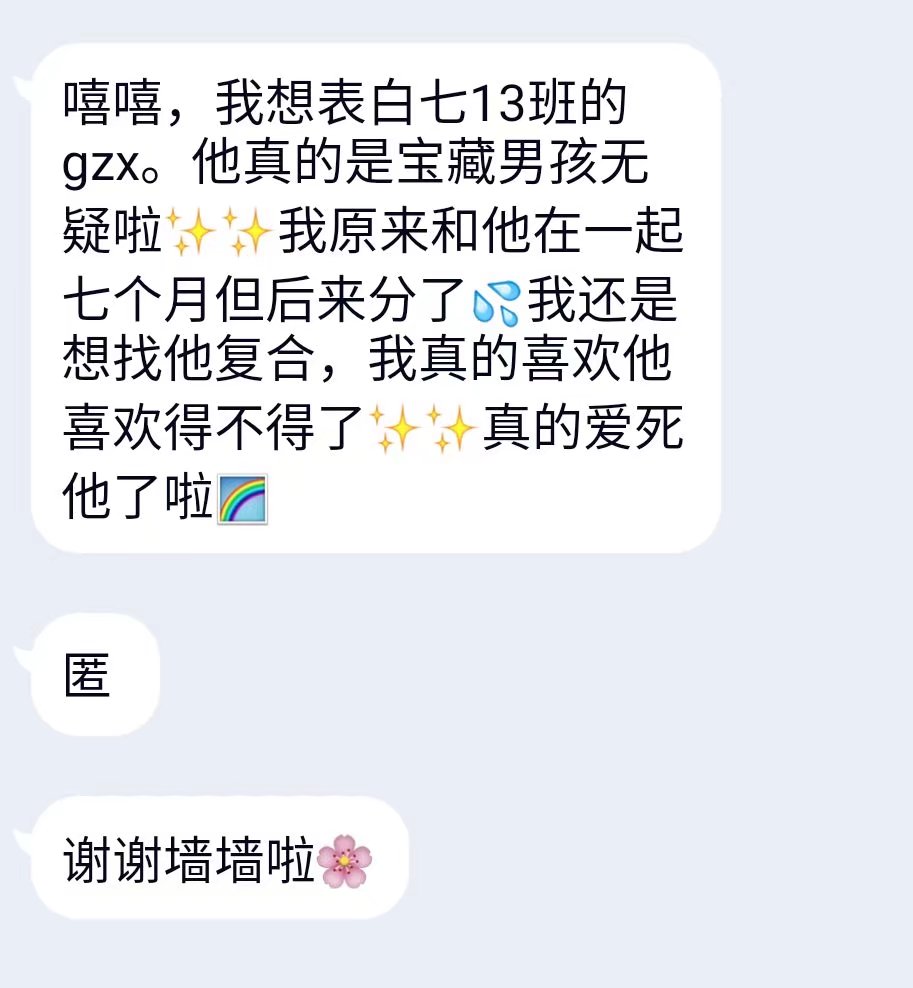 嘻嘻，我想表白七13班的
gzx。他真的是宝藏男孩无
疑啦✨✨我原来和他在一起
七个月但后来分了💦我还是
想找他复合，我真的喜欢他
喜欢得不得了✨✨真的爱死
他了啦🌈
匿
谢谢墙墙啦🌸